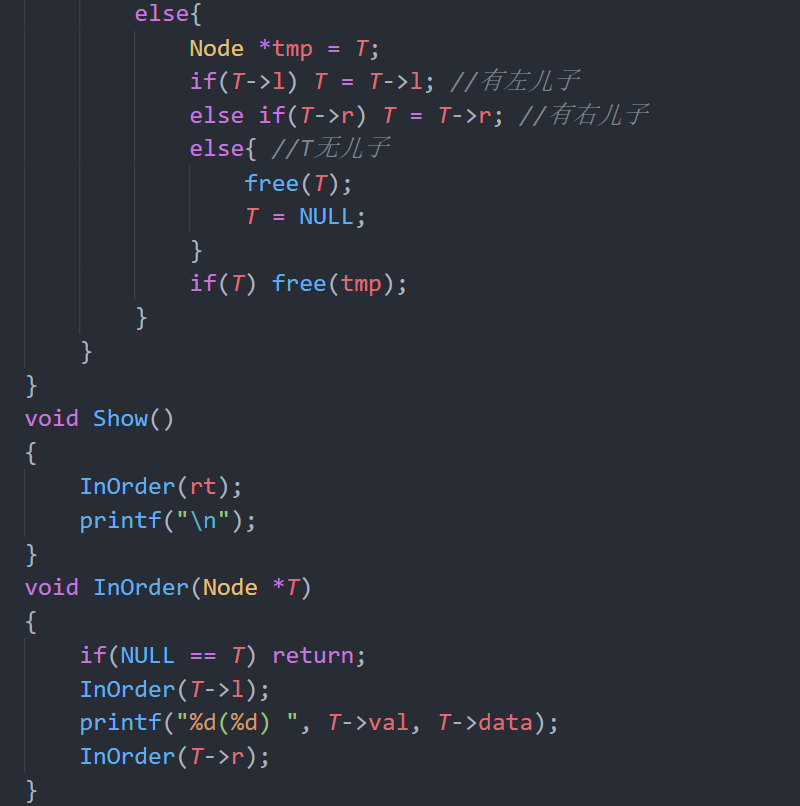 else{
Node *tmp = T;
if(T->l) T = T->l; //有左儿子
else if(T->r) T = T->r; //有右儿子
else{ //T无儿子
free(T);
T = NULL;
}
if(T) free(tmp);
}
}
}
void Show()
{
InOrder(rt);
printf("\n");
}
void InOrder(Node *T)
{
if(NULL == T) return;
InOrder(T->l);
printf("%d(%d) ", T->val, T->data);
InOrder(T->r);
}